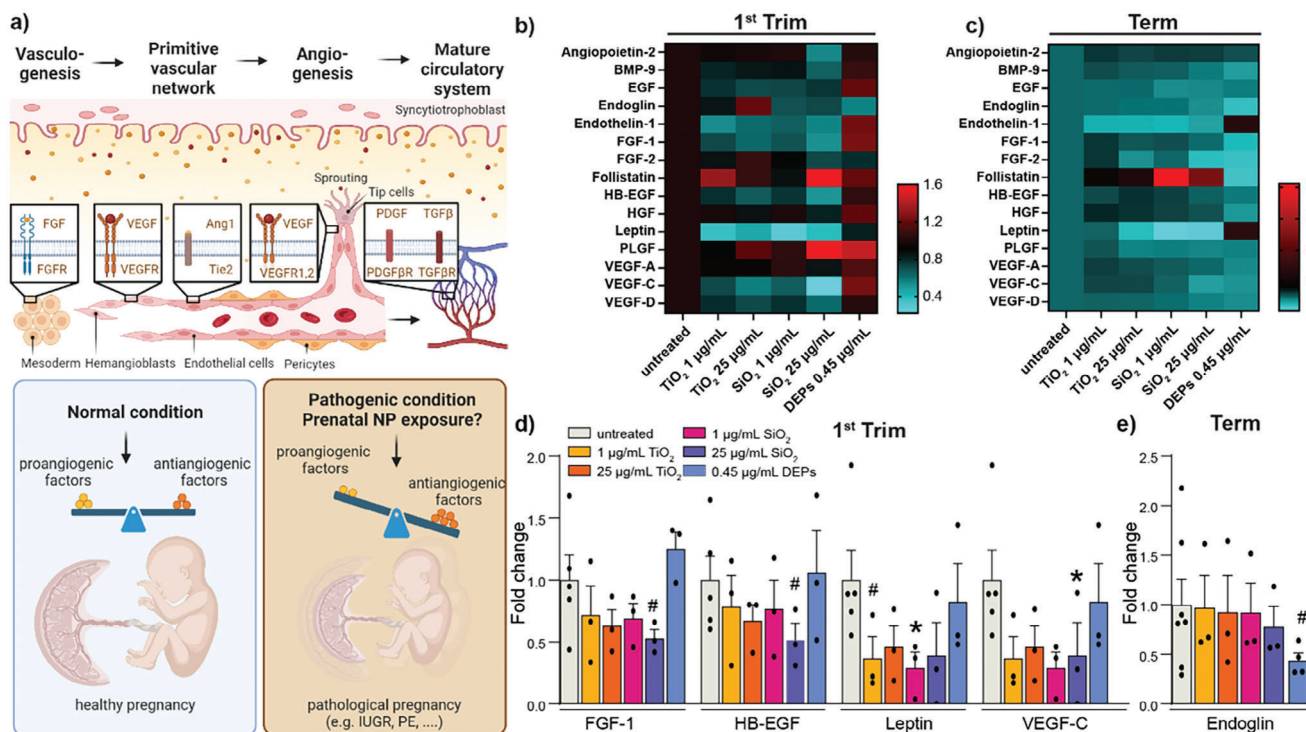 a)
Vasculo-
genesis
Primitive
vascular
network
Angio-
genesis
Mature
circulatory
system
Syncytiotrophoblast
Sprouting
Tip cells
FGF
FGFR
VEGF
VEGFR
Ang1
Tie2
VEGF
VEGFR1,2
PDGF
TGFβ
PDGFβR
TGFβR
Mesoderm
Hemangioblasts
Endothelial cells
Pericytes
Normal condition
proangiogenic
factors
antiangiogenic
factors
healthy pregnancy
Pathogenic condition
Prenatal NP exposure?
proangiogenic
factors
antiangiogenic
factors
pathological pregnancy
(e.g. IUGR, PE, ....)
b)
1st Trim
Angiopoietin-2
BMP-9
EGF
Endoglin
Endothelin-1
FGF-1
FGF-2
Follistatin
HB-EGF
HGF
Leptin
PLGF
VEGF-A
VEGF-C
VEGF-D
untreated
TiO2 1 µg/mL
TiO2 25 µg/mL
SiO2 1 µg/mL
SiO2 25 µg/mL
DEPs 0.45 µg/mL
1.6
1.2
0.8
0.4
c)
Term
Angiopoietin-2
BMP-9
EGF
Endoglin
Endothelin-1
FGF-1
FGF-2
Follistatin
HB-EGF
HGF
Leptin
PLGF
VEGF-A
VEGF-C
VEGF-D
untreated
TiO2 1 µg/mL
TiO2 25 µg/mL
SiO2 1 µg/mL
SiO2 25 µg/mL
DEPs 0.45 µg/mL
d)
1st Trim
untreated
1 µg/mL TiO2
25 µg/mL TiO2
1 µg/mL SiO2
25 µg/mL SiO2
0.45 µg/mL DEPs
Fold change
2.0
1.5
1.0
0.5
0.0
#
#
#
*
*
FGF-1
HB-EGF
Leptin
VEGF-C
e)
Term
Fold change
2.5
2.0
1.5
1.0
0.5
0.0
#
Endoglin